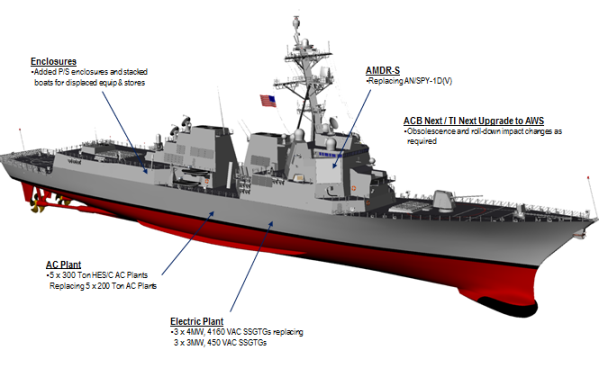 Enclosures
•Added P/S enclosures and stacked
boats for displaced equip & stores
AMDR-S
•Replacing AN/SPY-1D(V)
ACB Next / TI Next Upgrade to AWS
•Obsolescence and roll-down impact changes as
required
AC Plant
•5 x 300 Ton HES/C AC Plants
Replacing 5 x 200 Ton AC Plants
Electric Plant
•3 x 4MW, 4160 VAC SSGTGs replacing
3 x 3MW, 450 VAC SSGTGs